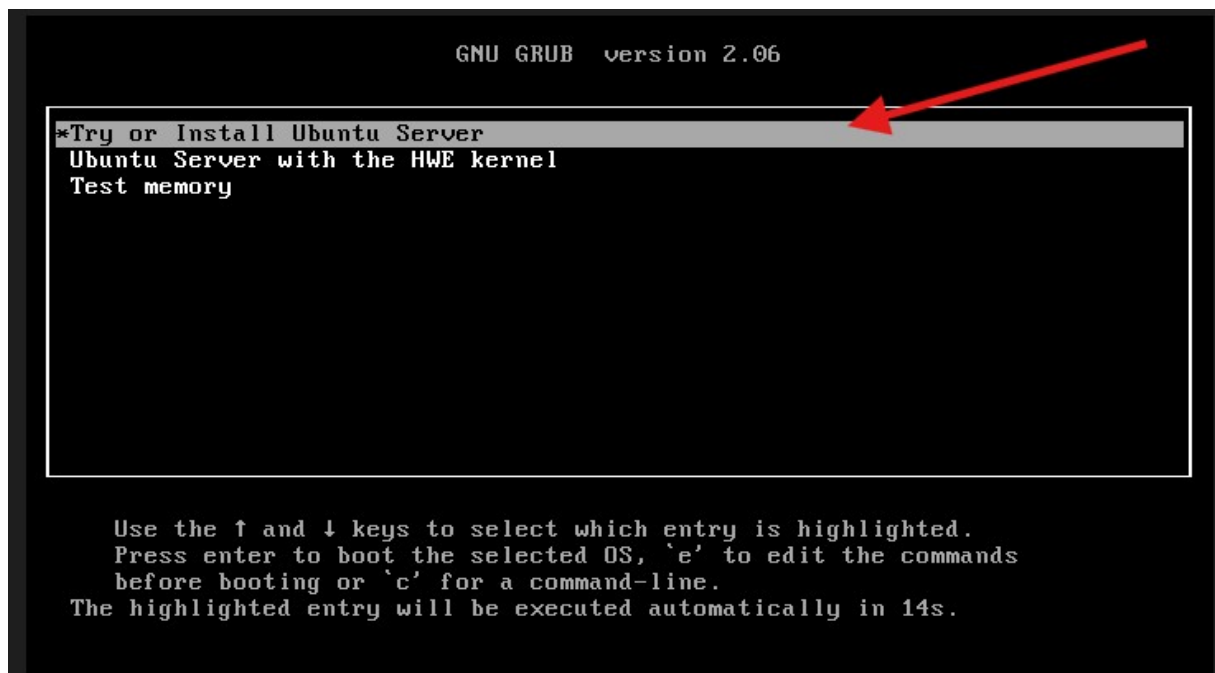 GNU GRUB version 2.06
*Try or Install Ubuntu Server
Ubuntu Server with the HWE kernel
Test memory
Use the ↑ and ↓ keys to select which entry is highlighted.
Press enter to boot the selected OS, `e' to edit the commands
before booting or `c' for a command-line.
The highlighted entry will be executed automatically in 14s.